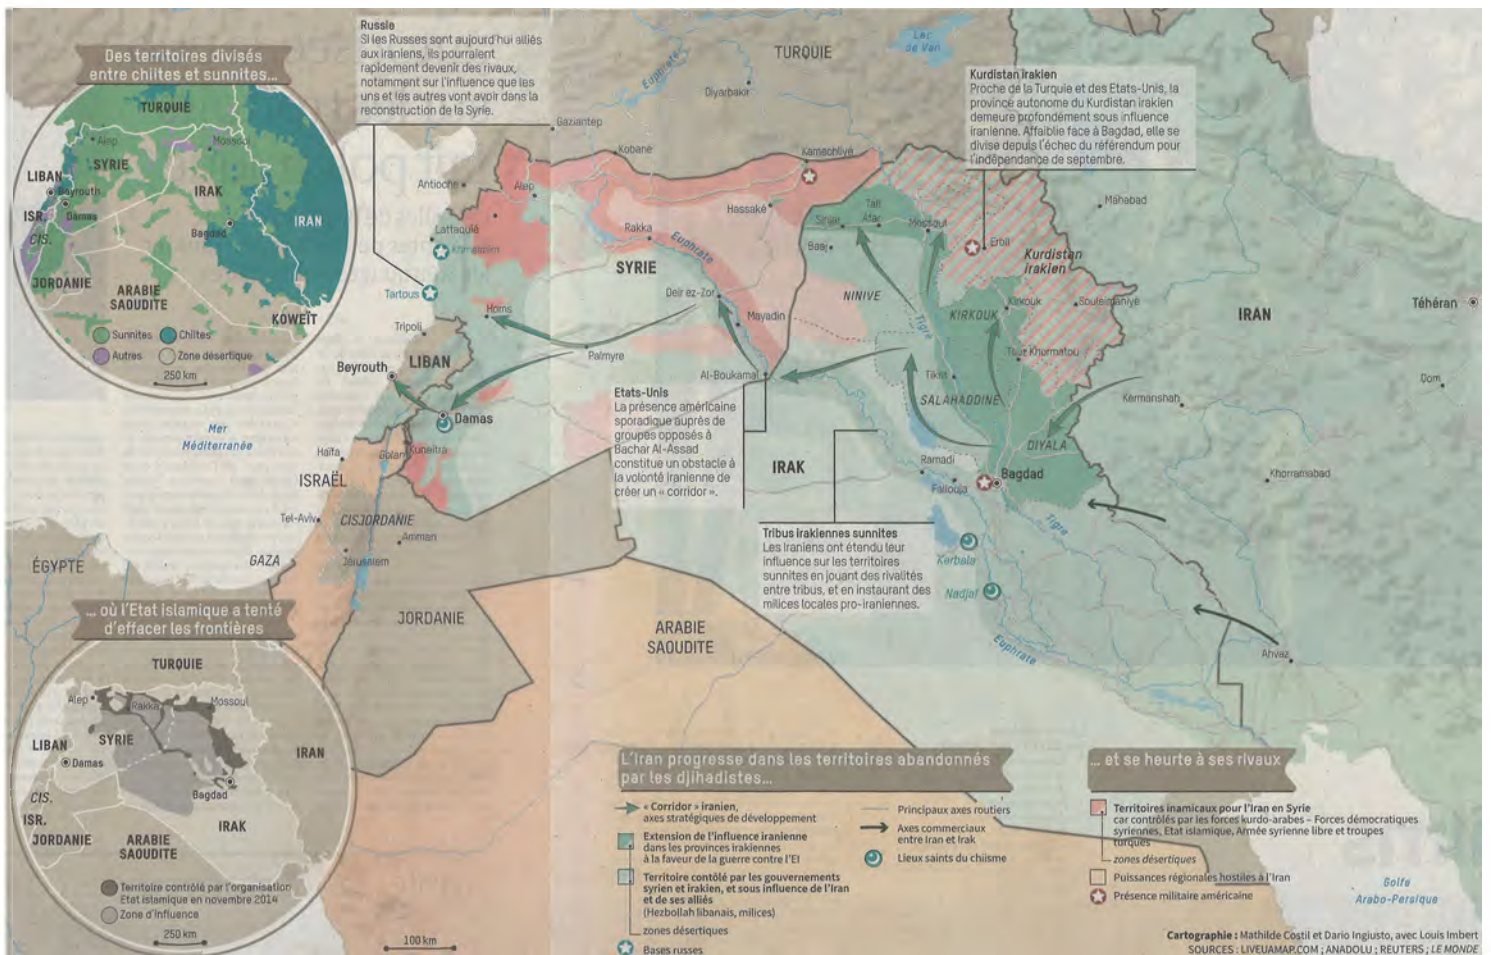 Des territoires divisés
entre chiites et sunnites...
TURQUIE
Alep
Mossoul
SYRIE
LIBAN
Beyrouth
IRAK
ISR.
Damas
IRAN
CIS.
Bagdad
JORDANIE
ARABIE
SAOUDITE
KOWEÏT
Sunnites
Chiites
Autres
Zone désertique
250 km
Russie
Si les Russes sont aujourd'hui alliés
aux iraniens, ils pourraient
rapidement devenir des rivaux,
notamment sur l'influence que les
uns et les autres vont avoir dans la
reconstruction de la Syrie.
Kurdistan irakien
Proche de la Turquie et des Etats-Unis, la
province autonome du Kurdistan irakien
demeure profondément sous influence
iranienne. Affaiblie face à Bagdad, elle se
divise depuis l'échec du référendum pour
l'indépendance de septembre.
TURQUIE
Lac
de Van
Euphrate
Diyarbakir
Gaziantep
Kobané
Kamechliyé
Antioche
Alep
Hassaké
Sinjar
Tall
Afar
Mossoul
Mahabad
Lattaquié
Khmeimim
Rakka
Euphrate
Baaj
Erbil
Kurdistan
irakien
SYRIE
Tartous
Deir ez-Zor
NINIVE
Kirkouk
Souleimaniyé
IRAN
Téhéran
Homs
Mayadin
Tigre
KIRKOUK
Tripoli
Palmyre
Touz Khormatou
LIBAN
Beyrouth
Al-Boukamal
Tikrit
Qom
SALAHADDINE
Kermanshah
Damas
Etats-Unis
La présence américaine
sporadique auprès de
groupes opposés à
Bachar Al-Assad
constitue un obstacle à
la volonté iranienne de
créer un « corridor ».
Mer
Méditerranée
Haïfa
Golan
Kuneitra
DIYALA
ISRAËL
IRAK
Ramadi
Bagdad
Khorramabad
Fallouja
Tel-Aviv
CISJORDANIE
Amman
Tigre
Jérusalem
GAZA
ÉGYPTE
Tribus irakiennes sunnites
Les Iraniens ont étendu leur
influence sur les territoires
sunnites en jouant des rivalités
entre tribus, et en instaurant des
milices locales pro-iraniennes.
Kerbala
Nadjaf
JORDANIE
ARABIE
SAOUDITE
Euphrate
Ahvaz
... où l'Etat islamique a tenté
d'effacer les frontières
TURQUIE
Alep
Rakka
Mossoul
LIBAN
SYRIE
IRAN
Damas
CIS.
Bagdad
ISR.
IRAK
JORDANIE
ARABIE
SAOUDITE
Territoire contrôlé par l'organisation
Etat islamique en novembre 2014
Zone d'influence
250 km
100 km
L'Iran progresse dans les territoires abandonnés
par les djihadistes...
« Corridor » iranien,
axes stratégiques de développement
Extension de l'influence iranienne
dans les provinces irakiennes
à la faveur de la guerre contre l'EI
Territoire contôlé par les gouvernements
syrien et irakien, et sous influence de l'Iran
et de ses alliés
(Hezbollah libanais, milices)
zones désertiques
Bases russes
Principaux axes routiers
Axes commerciaux
entre Iran et Irak
Lieux saints du chiisme
... et se heurte à ses rivaux
Territoires inamicaux pour l'Iran en Syrie
car contrôlés par les forces kurdo-arabes – Forces démocratiques
syriennes, Etat islamique, Armée syrienne libre et troupes
turques
zones désertiques
Puissances régionales hostiles à l'Iran
Présence militaire américaine
Golfe
Arabo-Persique
Cartographie : Mathilde Costil et Dario Ingiusto, avec Louis Imbert
SOURCES : LIVEUAMAP.COM ; ANADOLU ; REUTERS ; LE MONDE